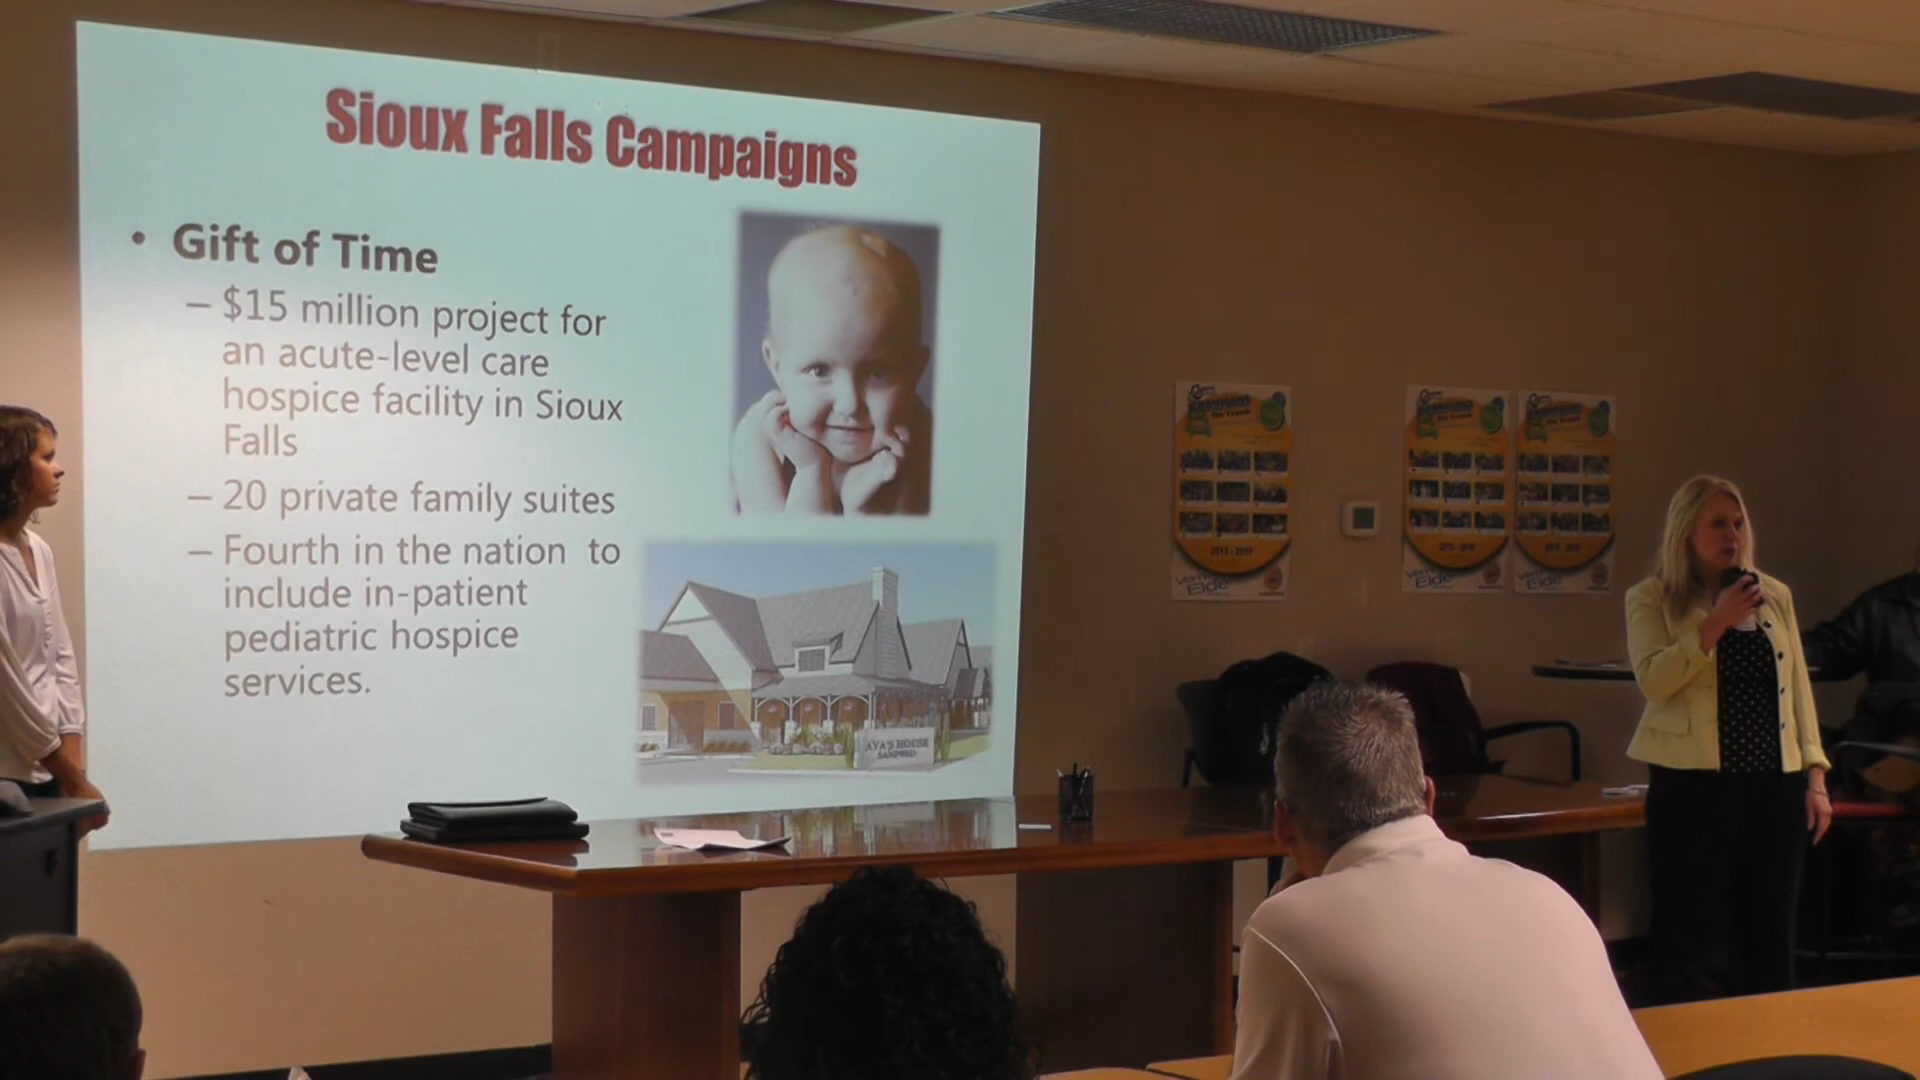 Sioux Falls Campaigns
• Gift of Time
– $15 million project for
an acute-level care
hospice facility in Sioux
Falls
– 20 private family suites
– Fourth in the nation to
include in-patient
pediatric hospice
services.
AVA'S HOUSE
SANFORD